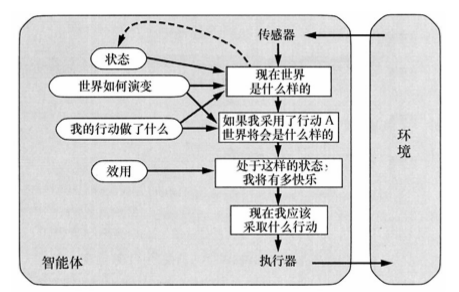 传感器
状态
现在世界
是什么样的
世界如何演变
如果我采用了行动 A
世界将会是什么样的
我的行动做了什么
环境
处于这样的状态:
我将有多快乐
效用
现在我应该
采取什么行动
智能体
执行器